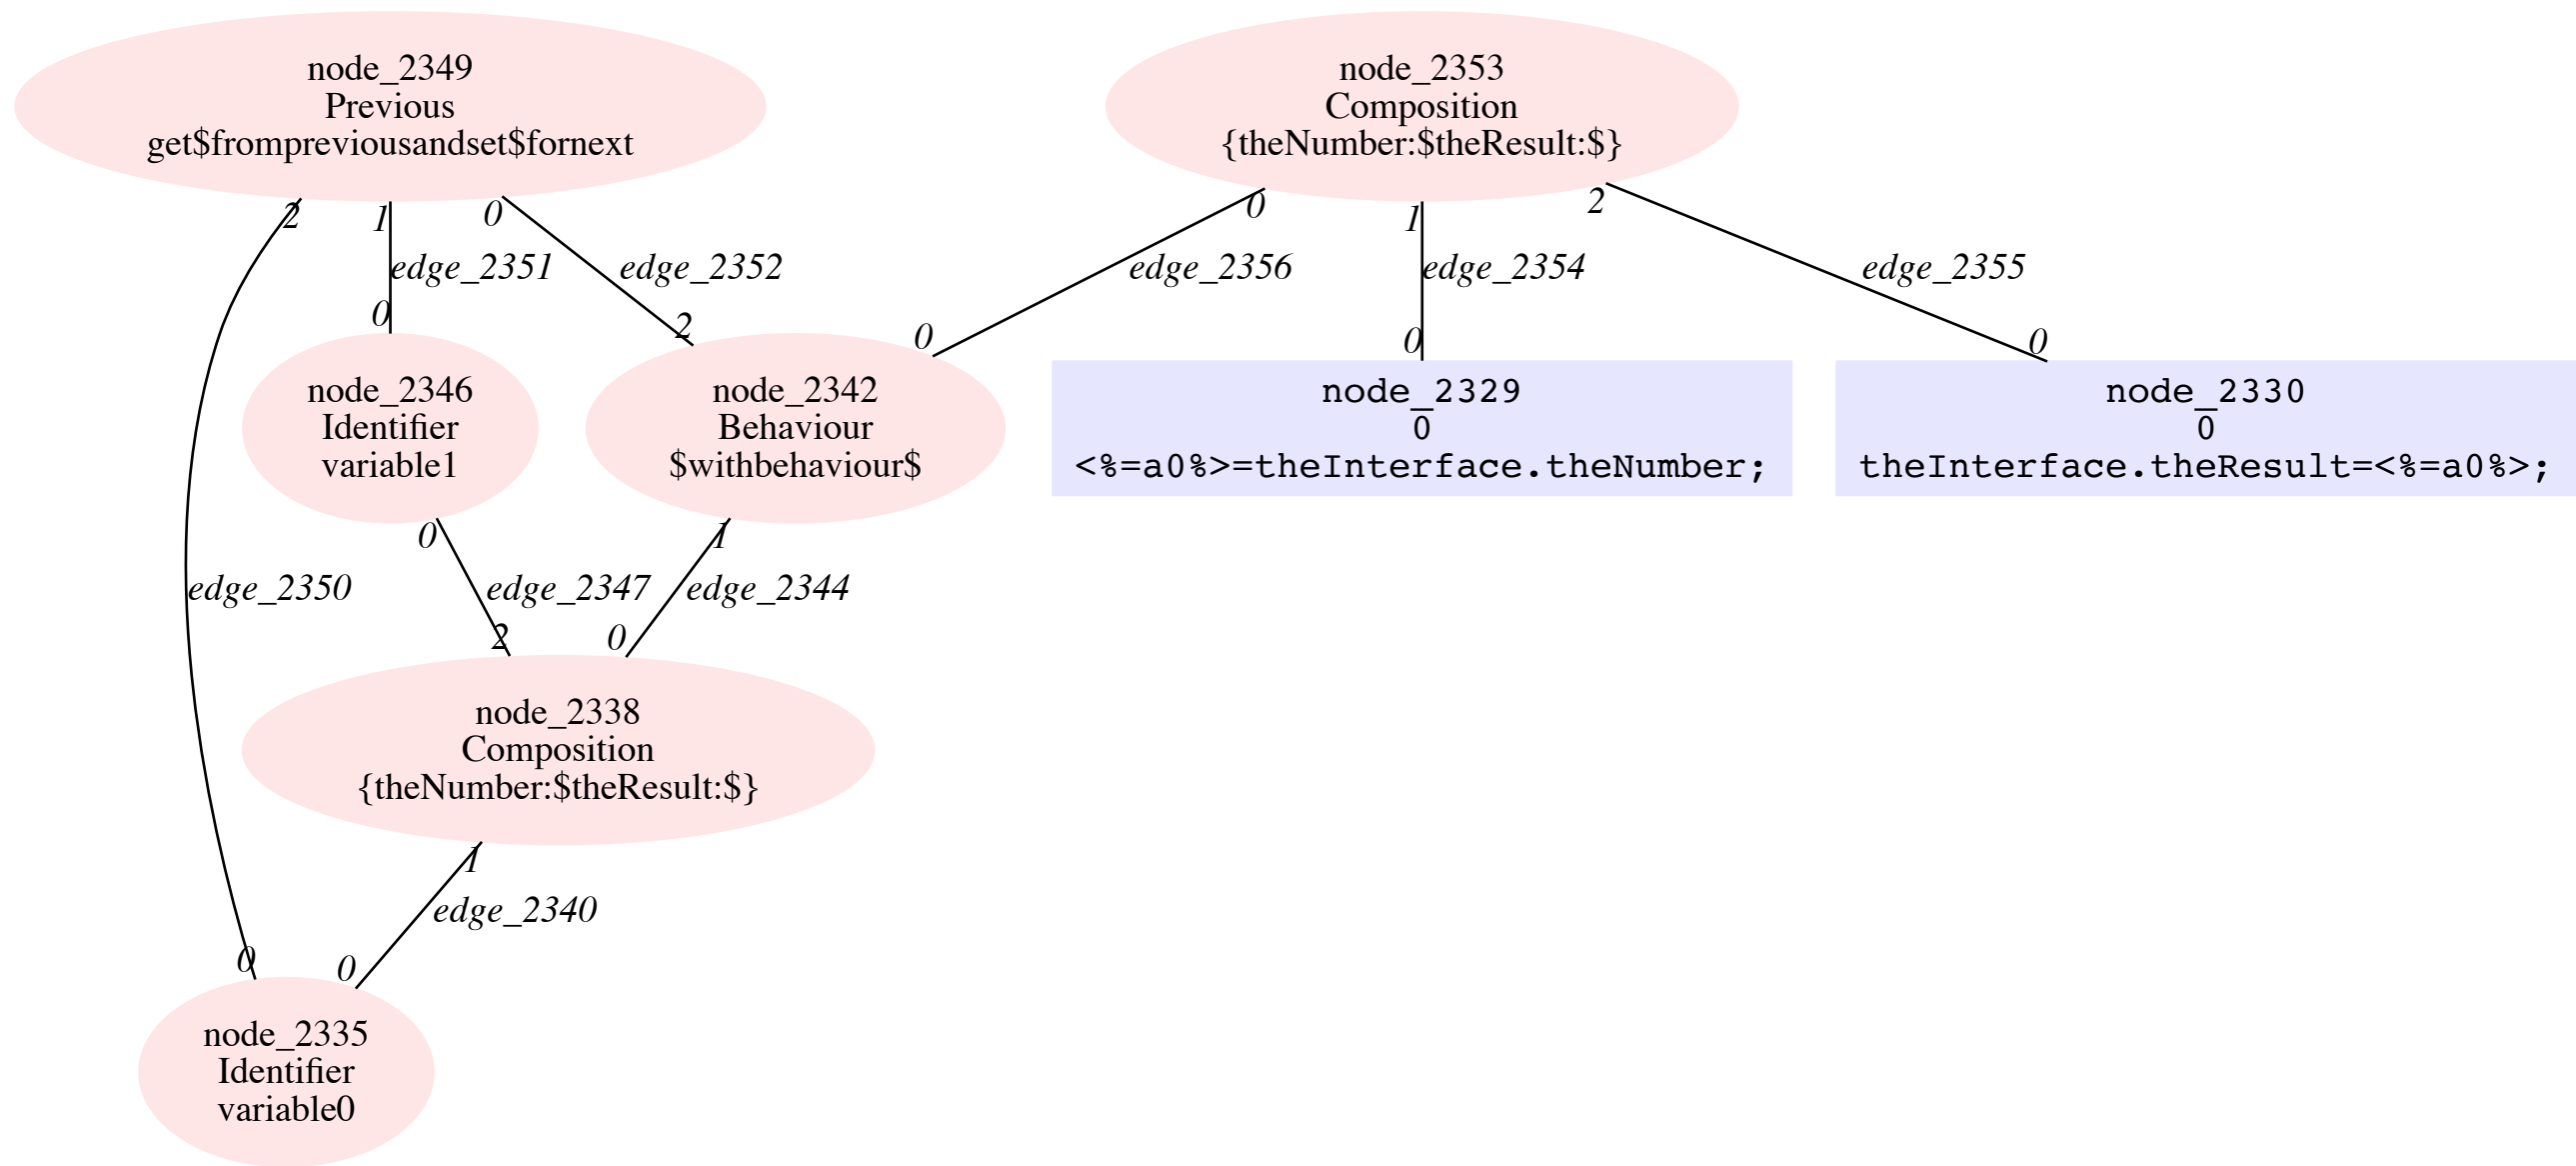 node_2349
Previous
get$frompreviousandset$fornext
node_2353
Composition
{theNumber:$theResult:$}
2
1
0
0
1
2
edge_2351
edge_2352
edge_2356
edge_2354
edge_2355
0
2
0
0
0
node_2346
Identifier
variable1
node_2342
Behaviour
$withbehaviour$
node_2329
0
<%=a0%>=theInterface.theNumber;
node_2330
0
theInterface.theResult=<%=a0%>;
0
1
edge_2350
edge_2347
edge_2344
2
0
node_2338
Composition
{theNumber:$theResult:$}
1
edge_2340
0
0
node_2335
Identifier
variable0